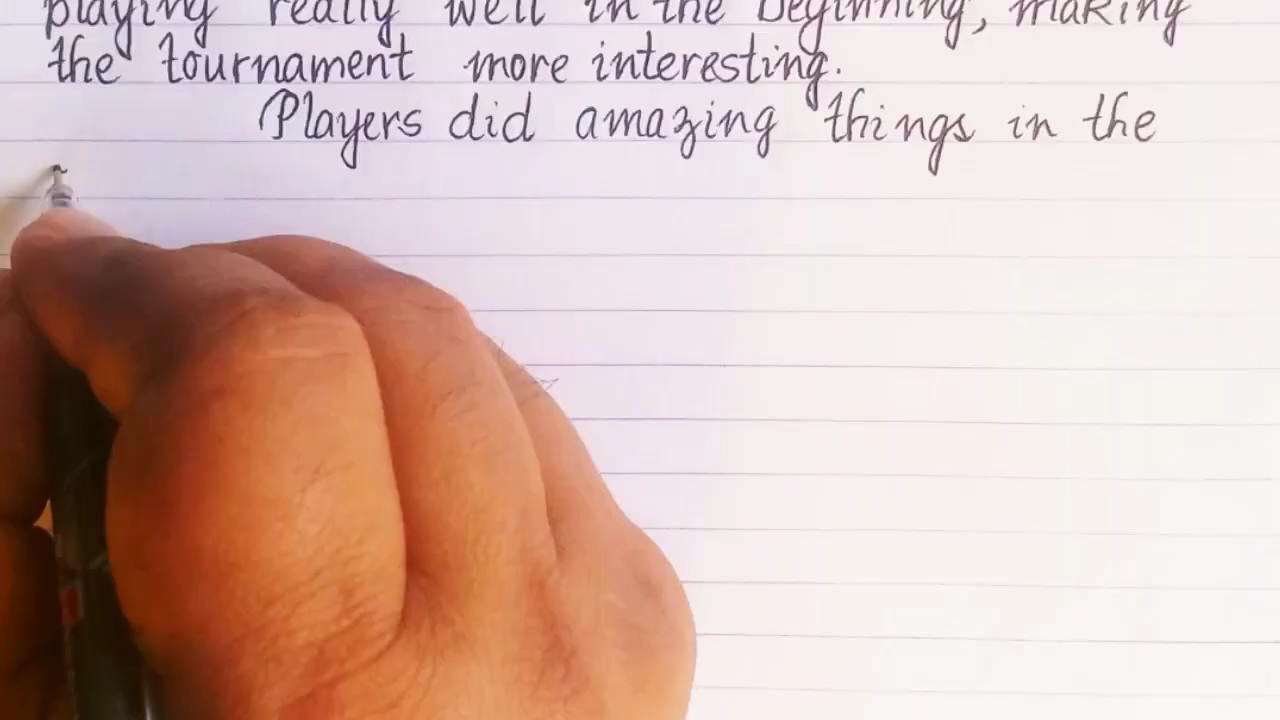 playing really well in the beginning, making
the tournament more interesting.
Players did amazing things in the